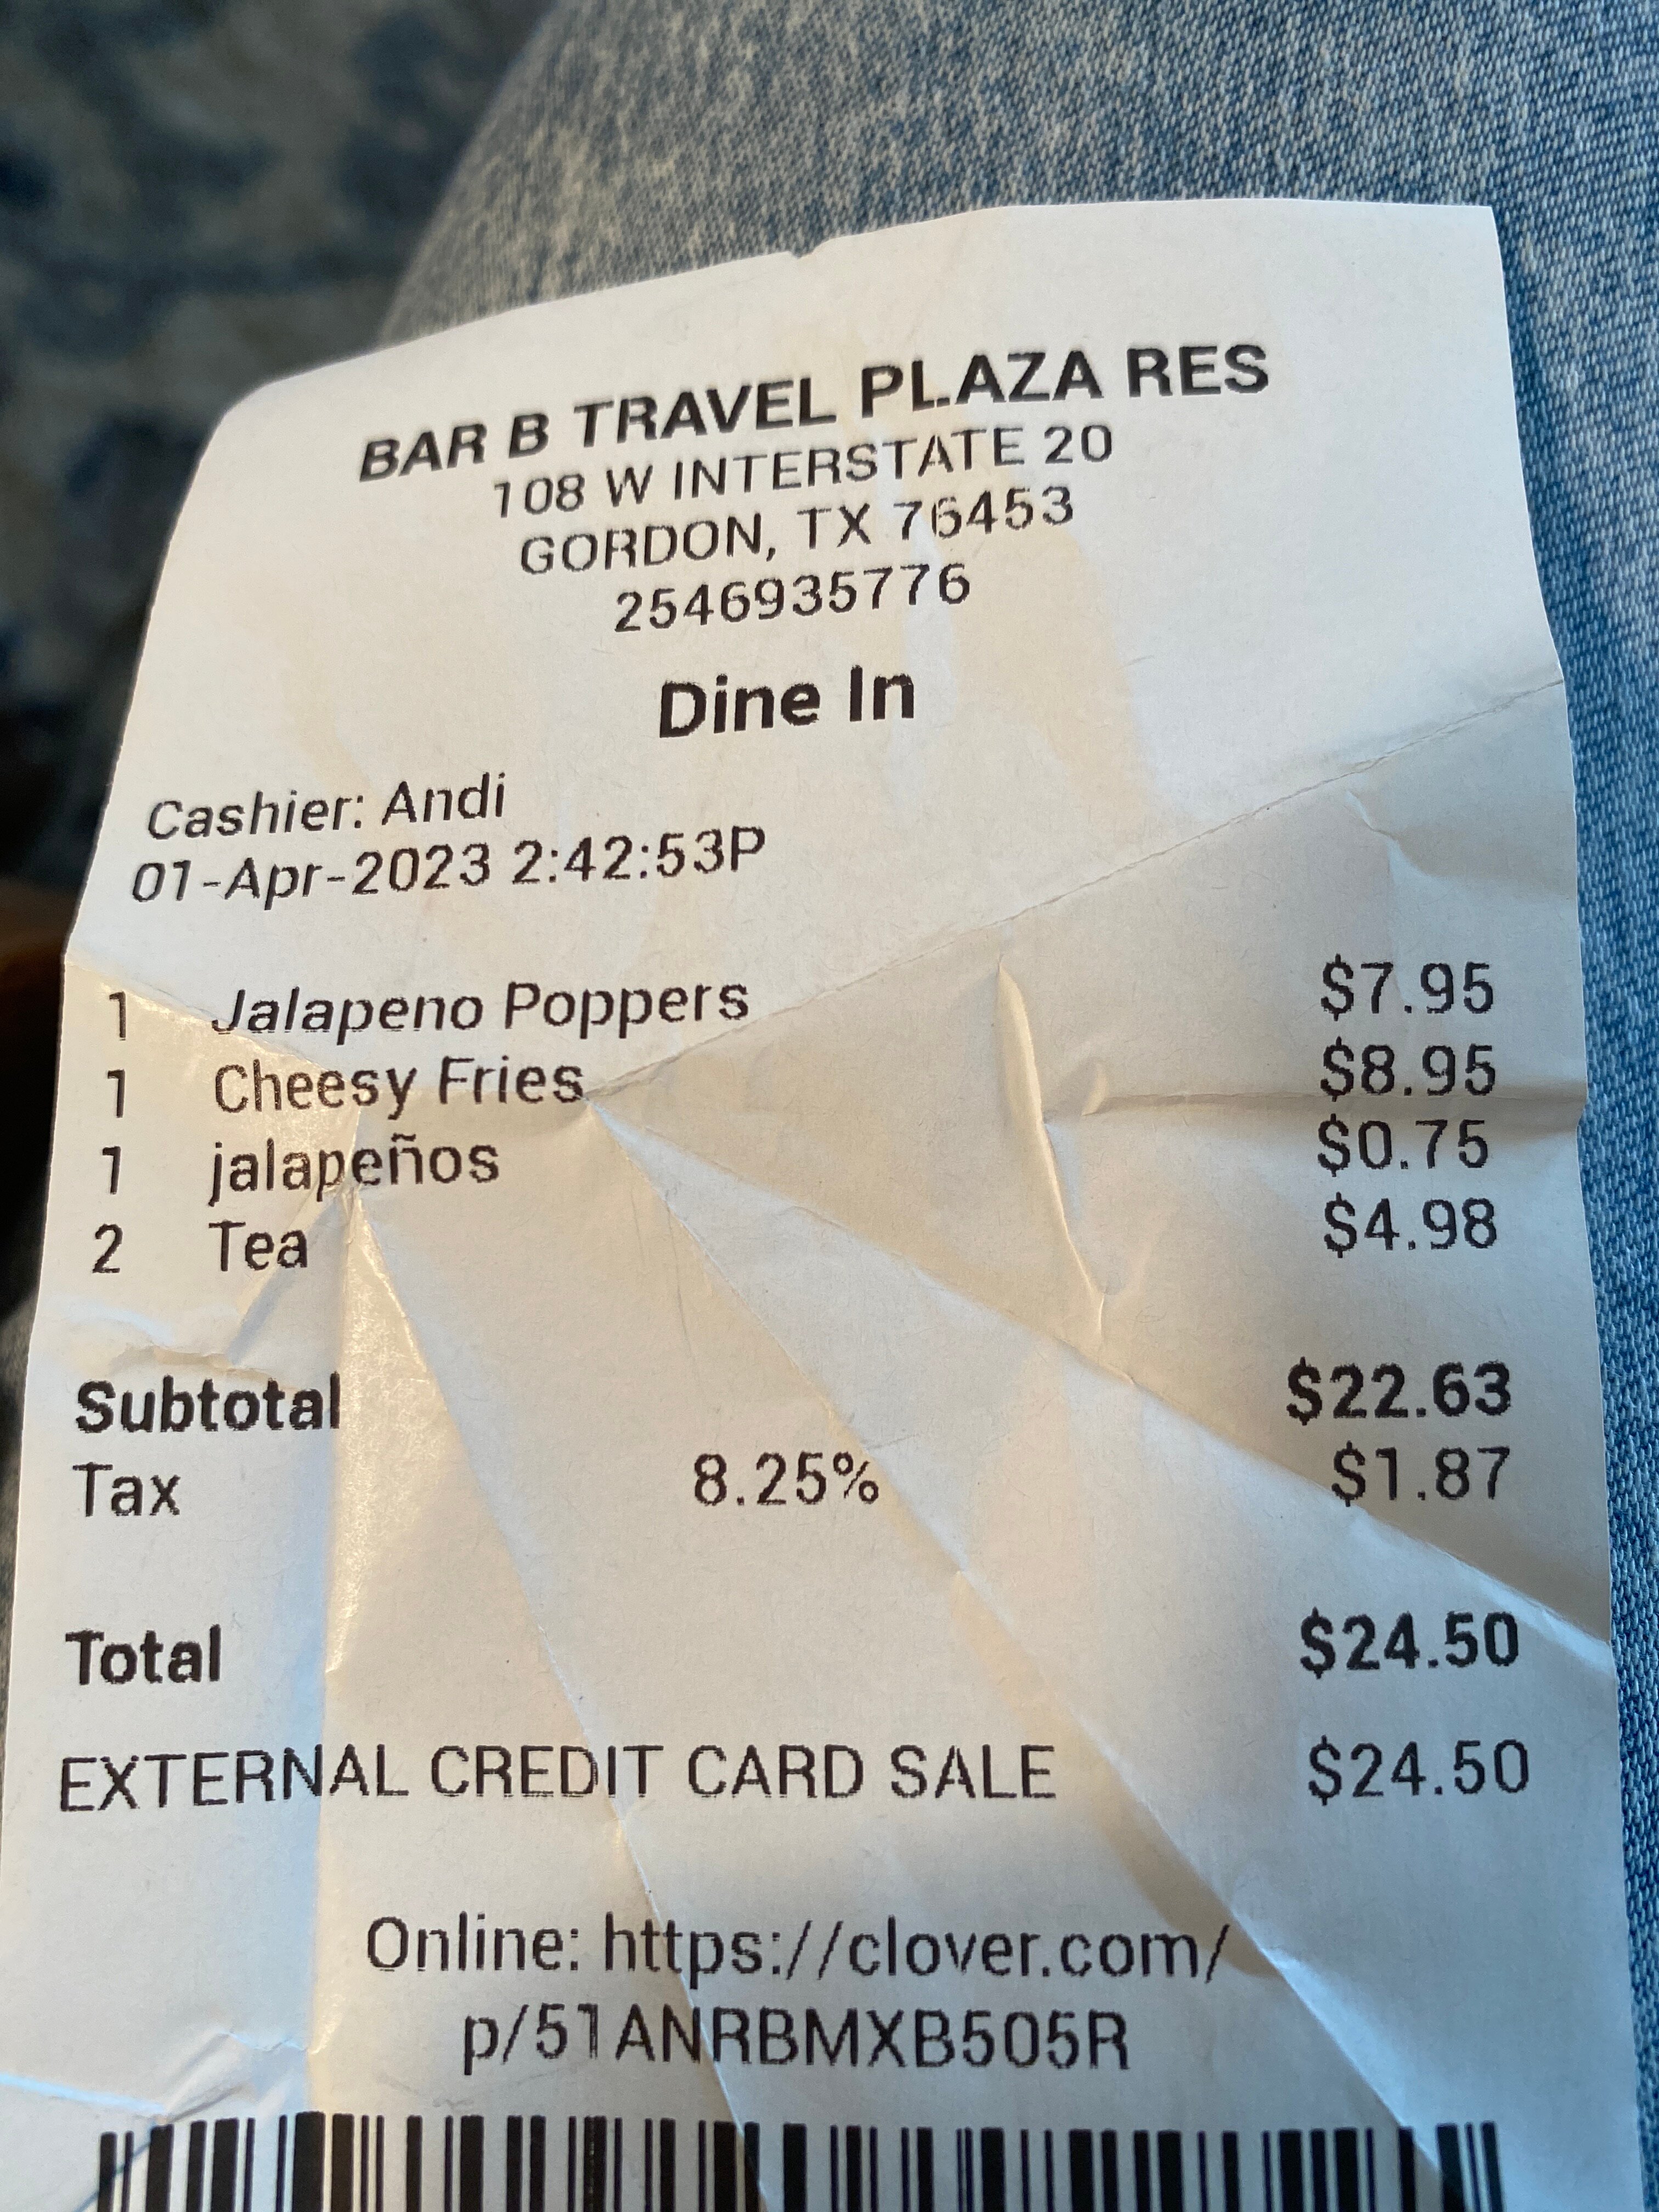 BAR B TRAVEL PLAZA RES
108 W INTERSTATE 20
GORDON, TX 76453
2546935776
Dine In
Cashier: Andi
01-Apr-2023 2:42:53P
1 Jalapeno Poppers $7.95
1 Cheesy Fries $8.95
1 jalapeños $0.75
2 Tea $4.98
Subtotal $22.63
Tax 8.25% $1.87
Total $24.50
EXTERNAL CREDIT CARD SALE $24.50
Online: https://clover.com/
p/51ANRBMXB505R